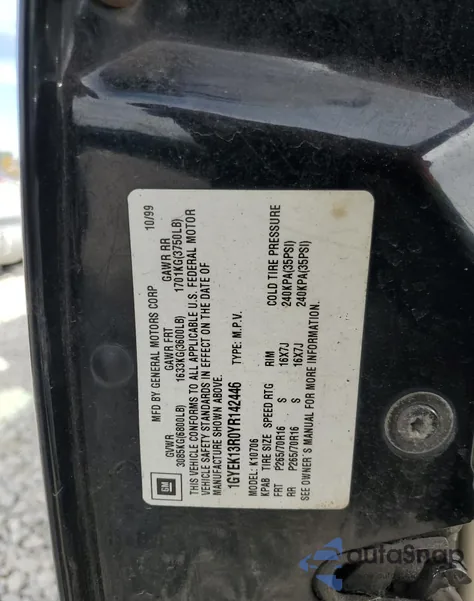 GM
MFD BY GENERAL MOTORS CORP 10/99
GVWR GAWR FRT GAWR RR
3085KG(6800LB) 1633KG(3600LB) 1701KG(3750LB)
THIS VEHICLE CONFORMS TO ALL APPLICABLE U.S. FEDERAL MOTOR
VEHICLE SAFETY STANDARDS IN EFFECT ON THE DATE OF
MANUFACTURE SHOWN ABOVE.
1GYEK13R0YR142446 TYPE: M.P.V.
MODEL: K10706
KPAB TIRE SIZE SPEED RTG RIM COLD TIRE PRESSURE
FRT P265/70R16 S 16X7J 240KPA(35PSI)
RR P265/70R16 S 16X7J 240KPA(35PSI)
SEE OWNER'S MANUAL FOR MORE INFORMATION.
autoSnap